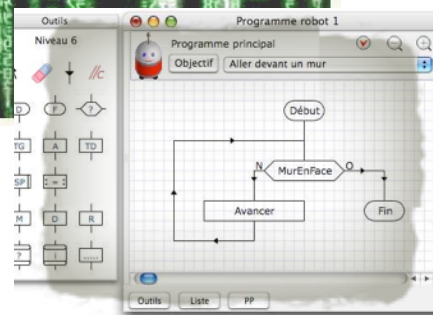 Outils
Niveau 6
//c
D F ?
TG A TD
SP :=:
M D R
? i .....
Programme robot 1
Programme principal
Objectif Aller devant un mur
Début
N MurEnFace O
Avancer
Fin
Outils Liste PP